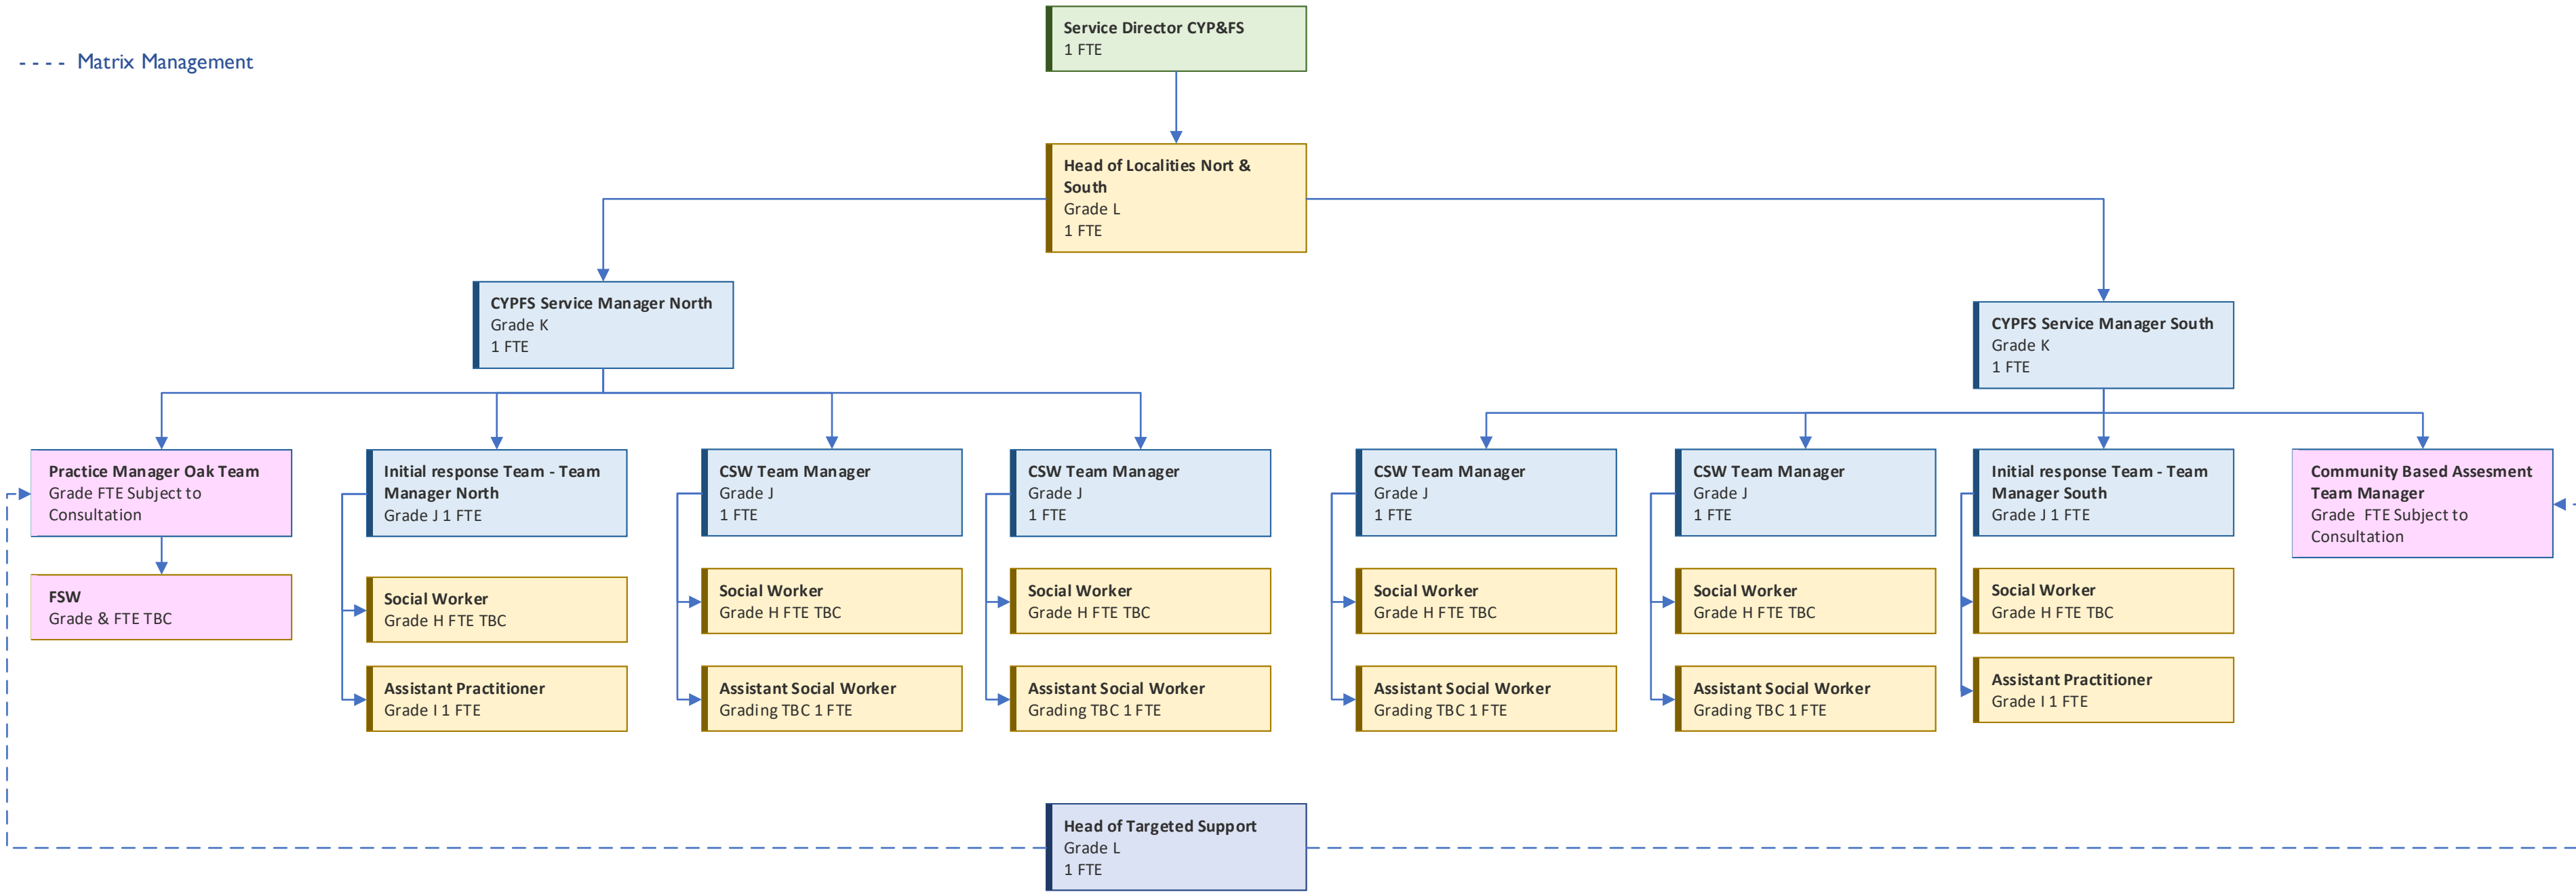 Service Director CYP&FS
1 FTE
- - - - Matrix Management
Head of Localities Nort &
South
Grade L
1 FTE
CYPFS Service Manager North
Grade K
1 FTE
CYPFS Service Manager South
Grade K
1 FTE
Practice Manager Oak Team
Grade FTE Subject to
Consultation
Initial response Team - Team
Manager North
Grade J 1 FTE
CSW Team Manager
Grade J
1 FTE
CSW Team Manager
Grade J
1 FTE
CSW Team Manager
Grade J
1 FTE
CSW Team Manager
Grade J
1 FTE
Initial response Team - Team
Manager South
Grade J 1 FTE
Community Based Assesment
Team Manager
Grade  FTE Subject to
Consultation
FSW
Grade & FTE TBC
Social Worker
Grade H FTE TBC
Social Worker
Grade H FTE TBC
Social Worker
Grade H FTE TBC
Social Worker
Grade H FTE TBC
Social Worker
Grade H FTE TBC
Social Worker
Grade H FTE TBC
Assistant Practitioner
Grade I 1 FTE
Assistant Social Worker
Grading TBC 1 FTE
Assistant Social Worker
Grading TBC 1 FTE
Assistant Social Worker
Grading TBC 1 FTE
Assistant Social Worker
Grading TBC 1 FTE
Assistant Practitioner
Grade I 1 FTE
Head of Targeted Support
Grade L
1 FTE